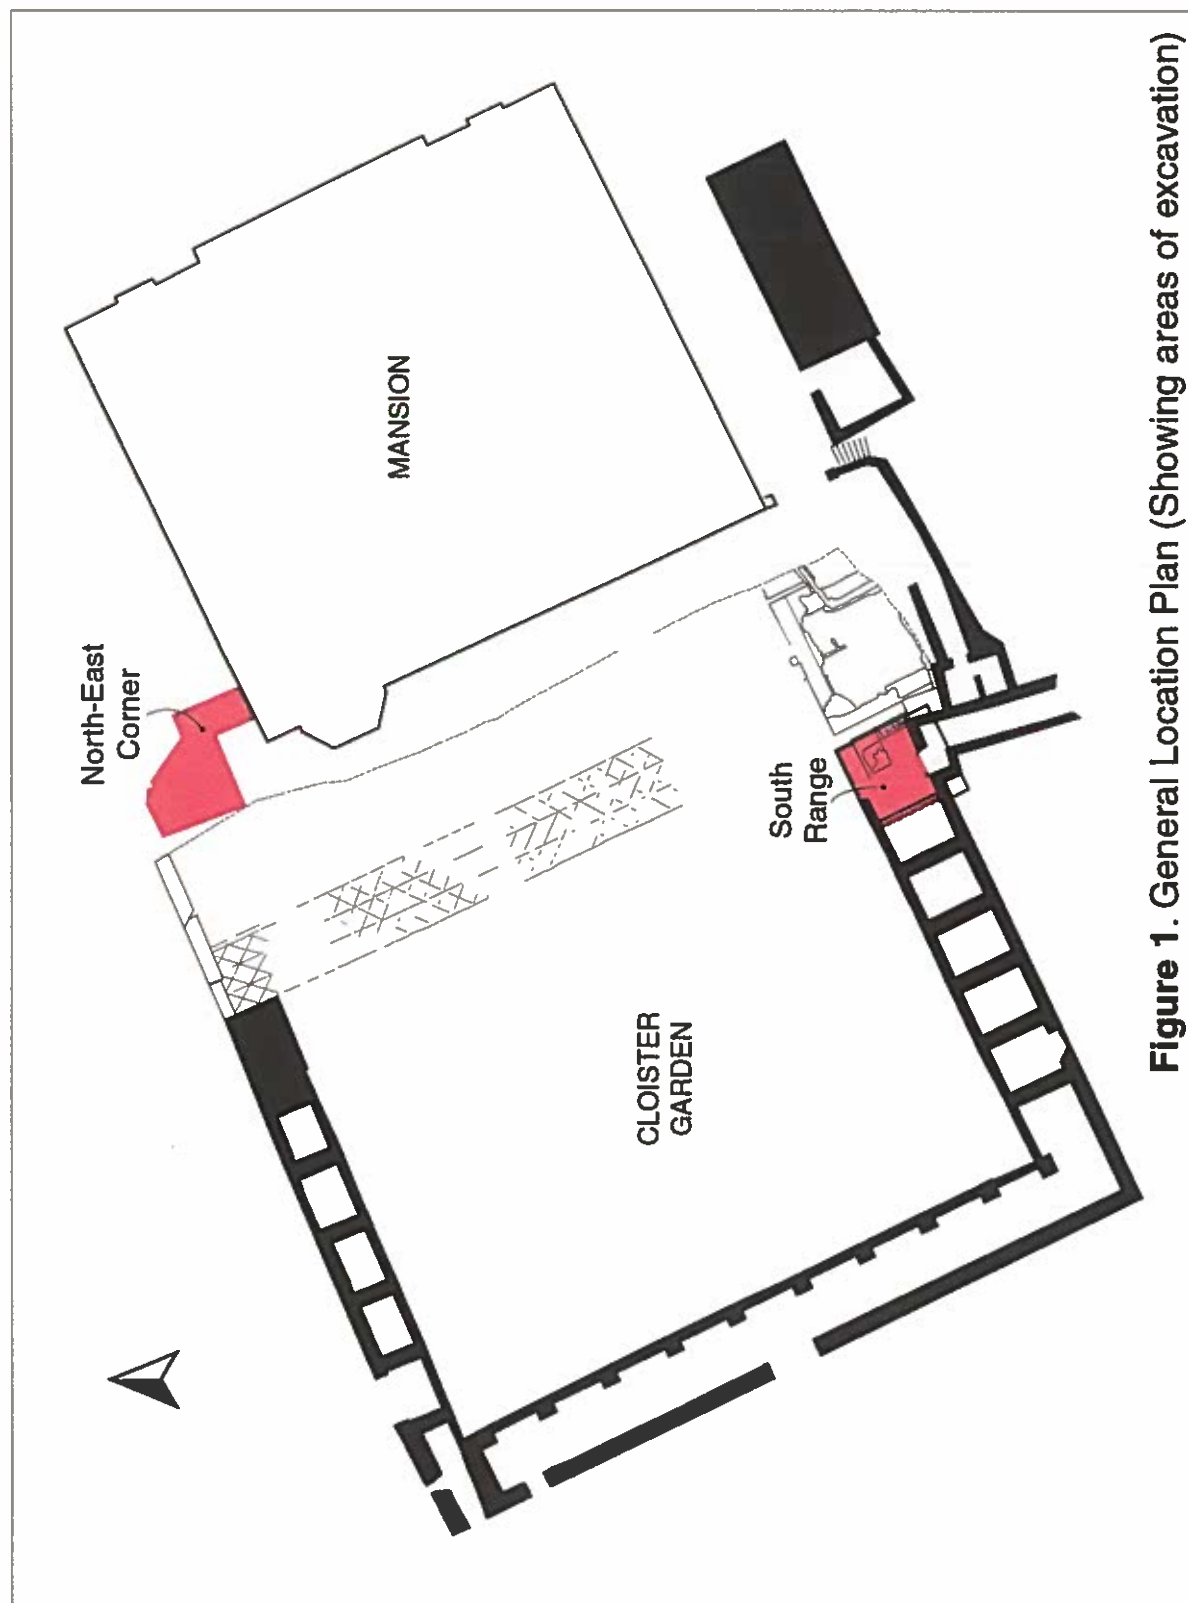 North-East
Corner
MANSION
South
Range
CLOISTER
GARDEN
Figure 1. General Location Plan (Showing areas of excavation)